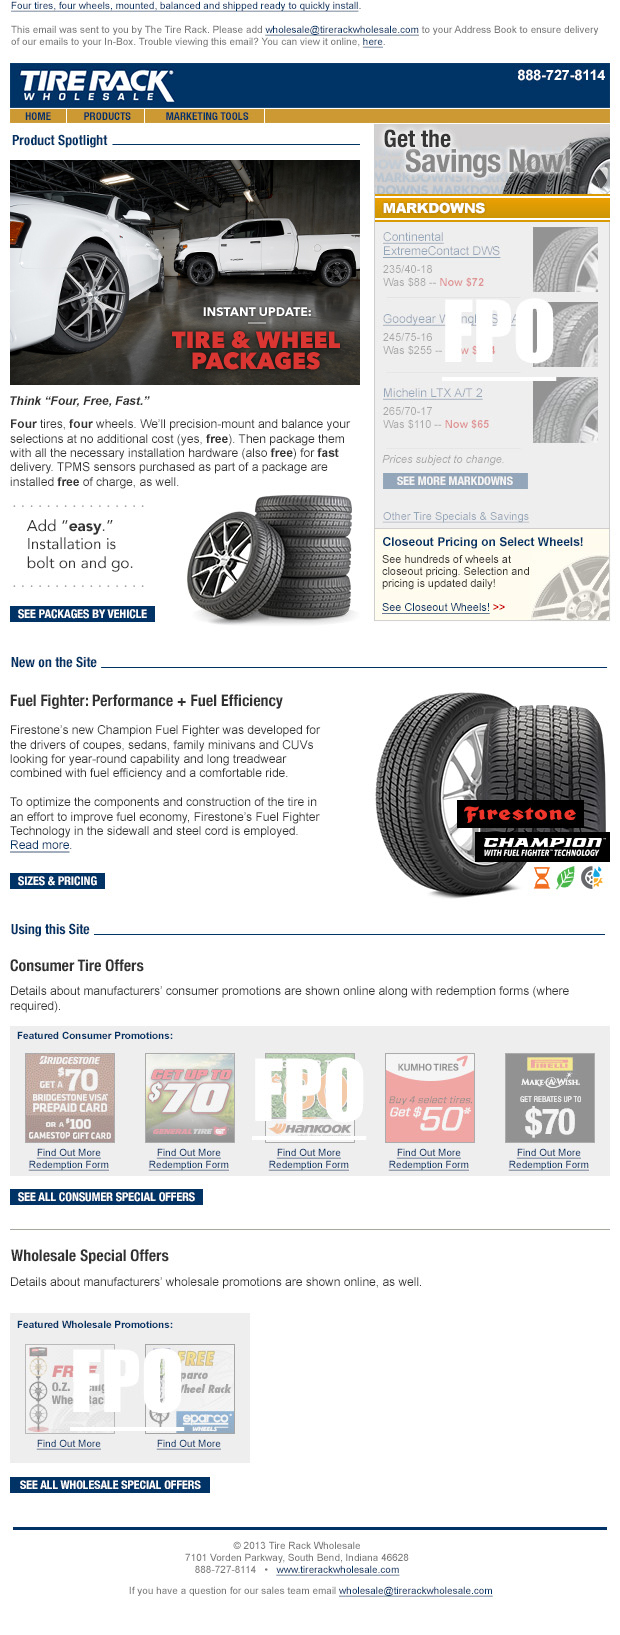 Four tires, four wheels, mounted, balanced and shipped ready to quickly install.
This email was sent to you by The Tire Rack. Please add wholesale@tirerackwholesale.com to your Address Book to ensure delivery
of our emails to your In-Box. Trouble viewing this email? You can view it online, here.
TIRE RACK
WHOLESALE
888-727-8114
HOME
PRODUCTS
MARKETING TOOLS
Product Spotlight
INSTANT UPDATE:
TIRE & WHEEL
PACKAGES
Think “Four, Free, Fast.”
Four tires, four wheels. We’ll precision-mount and balance your
selections at no additional cost (yes, free). Then package them
with all the necessary installation hardware (also free) for fast
delivery. TPMS sensors purchased as part of a package are
installed free of charge, as well.
Add “easy.”
Installation is
bolt on and go.
SEE PACKAGES BY VEHICLE
Get the
Savings Now!
MARKDOWNS
Continental
ExtremeContact DWS
235/40-18
Was $88 -- Now $72
Goodyear
245/75-16
Was $255 --
FPO
Michelin LTX A/T 2
265/70-17
Was $110 -- Now $65
Prices subject to change.
SEE MORE MARKDOWNS
Other Tire Specials & Savings
Closeout Pricing on Select Wheels!
See hundreds of wheels at
closeout pricing. Selection and
pricing is updated daily!
See Closeout Wheels! >>
New on the Site
Fuel Fighter: Performance + Fuel Efficiency
Firestone’s new Champion Fuel Fighter was developed for
the drivers of coupes, sedans, family minivans and CUVs
looking for year-round capability and long treadwear
combined with fuel efficiency and a comfortable ride.
To optimize the components and construction of the tire in
an effort to improve fuel economy, Firestone’s Fuel Fighter
Technology in the sidewall and steel cord is employed.
Read more.
SIZES & PRICING
Firestone
CHAMPION
WITH FUEL FIGHTER™ TECHNOLOGY
Using this Site
Consumer Tire Offers
Details about manufacturers’ consumer promotions are shown online along with redemption forms (where
required).
Featured Consumer Promotions:
BRIDGESTONE
GET A $70
BRIDGESTONE VISA®
PREPAID CARD
OR A $100
GAMESTOP GIFT CARD
Find Out More
Redemption Form
GET UP TO
$70
GENERAL TIRE
Find Out More
Redemption Form
FPO
HANKOOK
Find Out More
Redemption Form
KUMHO TIRES
Buy 4 select tires.
Get $50*
Find Out More
Redemption Form
PIRELLI
MAKE-A-WISH.
GET REBATES UP TO
$70
Find Out More
Redemption Form
SEE ALL CONSUMER SPECIAL OFFERS
Wholesale Special Offers
Details about manufacturers’ wholesale promotions are shown online, as well.
Featured Wholesale Promotions:
FPO
O.Z.
Find Out More
FREE
Wheel Rack
sparco
WHEELS
Find Out More
SEE ALL WHOLESALE SPECIAL OFFERS
© 2013 Tire Rack Wholesale
7101 Vorden Parkway, South Bend, Indiana 46628
888-727-8114 • www.tirerackwholesale.com
If you have a question for our sales team email wholesale@tirerackwholesale.com